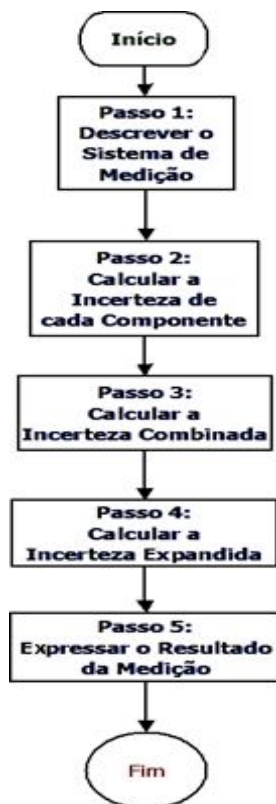 Início
Passo 1:
Descrever o
Sistema de
Medição
Passo 2:
Calcular a
Incerteza de
cada Componente
Passo 3:
Calcular a
Incerteza Combinada
Passo 4:
Calcular a
Incerteza Expandida
Passo 5:
Expressar o Resultado
da Medição
Fim